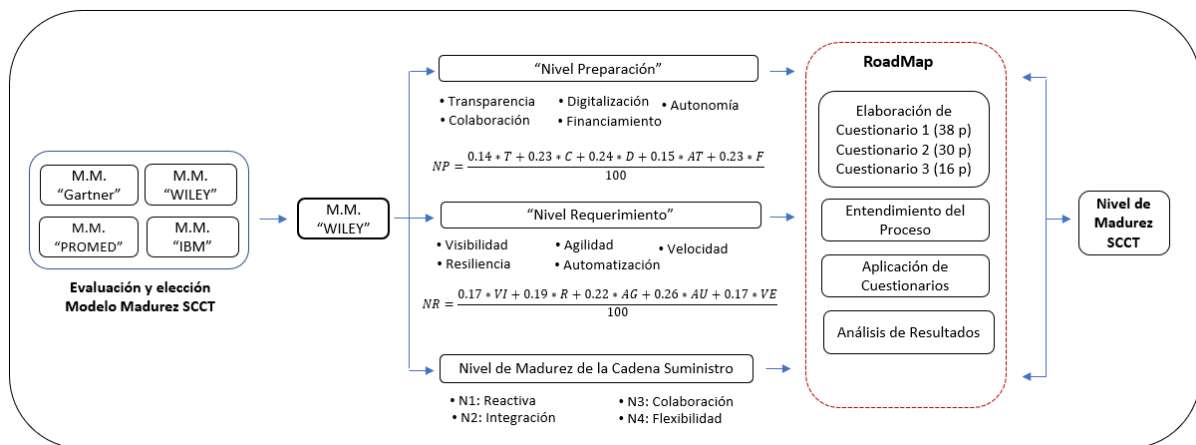 M.M.
“Gartner”
M.M.
“WILEY”
M.M.
“PROMED”
M.M.
“IBM”
Evaluación y elección
Modelo Madurez SCCT
M.M.
“WILEY”
“Nivel Preparación”
• Transparencia
• Colaboración
• Digitalización
• Financiamiento
• Autonomía
NP = (0.14 * T + 0.23 * C + 0.24 * D + 0.15 * AT + 0.23 * F) / 100
“Nivel Requerimiento”
• Visibilidad
• Resiliencia
• Agilidad
• Automatización
• Velocidad
NR = (0.17 * VI + 0.19 * R + 0.22 * AG + 0.26 * AU + 0.17 * VE) / 100
Nivel de Madurez de la Cadena Suministro
• N1: Reactiva
• N2: Integración
• N3: Colaboración
• N4: Flexibilidad
RoadMap
Elaboración de
Cuestionario 1 (38 p)
Cuestionario 2 (30 p)
Cuestionario 3 (16 p)
Entendimiento del
Proceso
Aplicación de
Cuestionarios
Análisis de Resultados
Nivel de
Madurez
SCCT